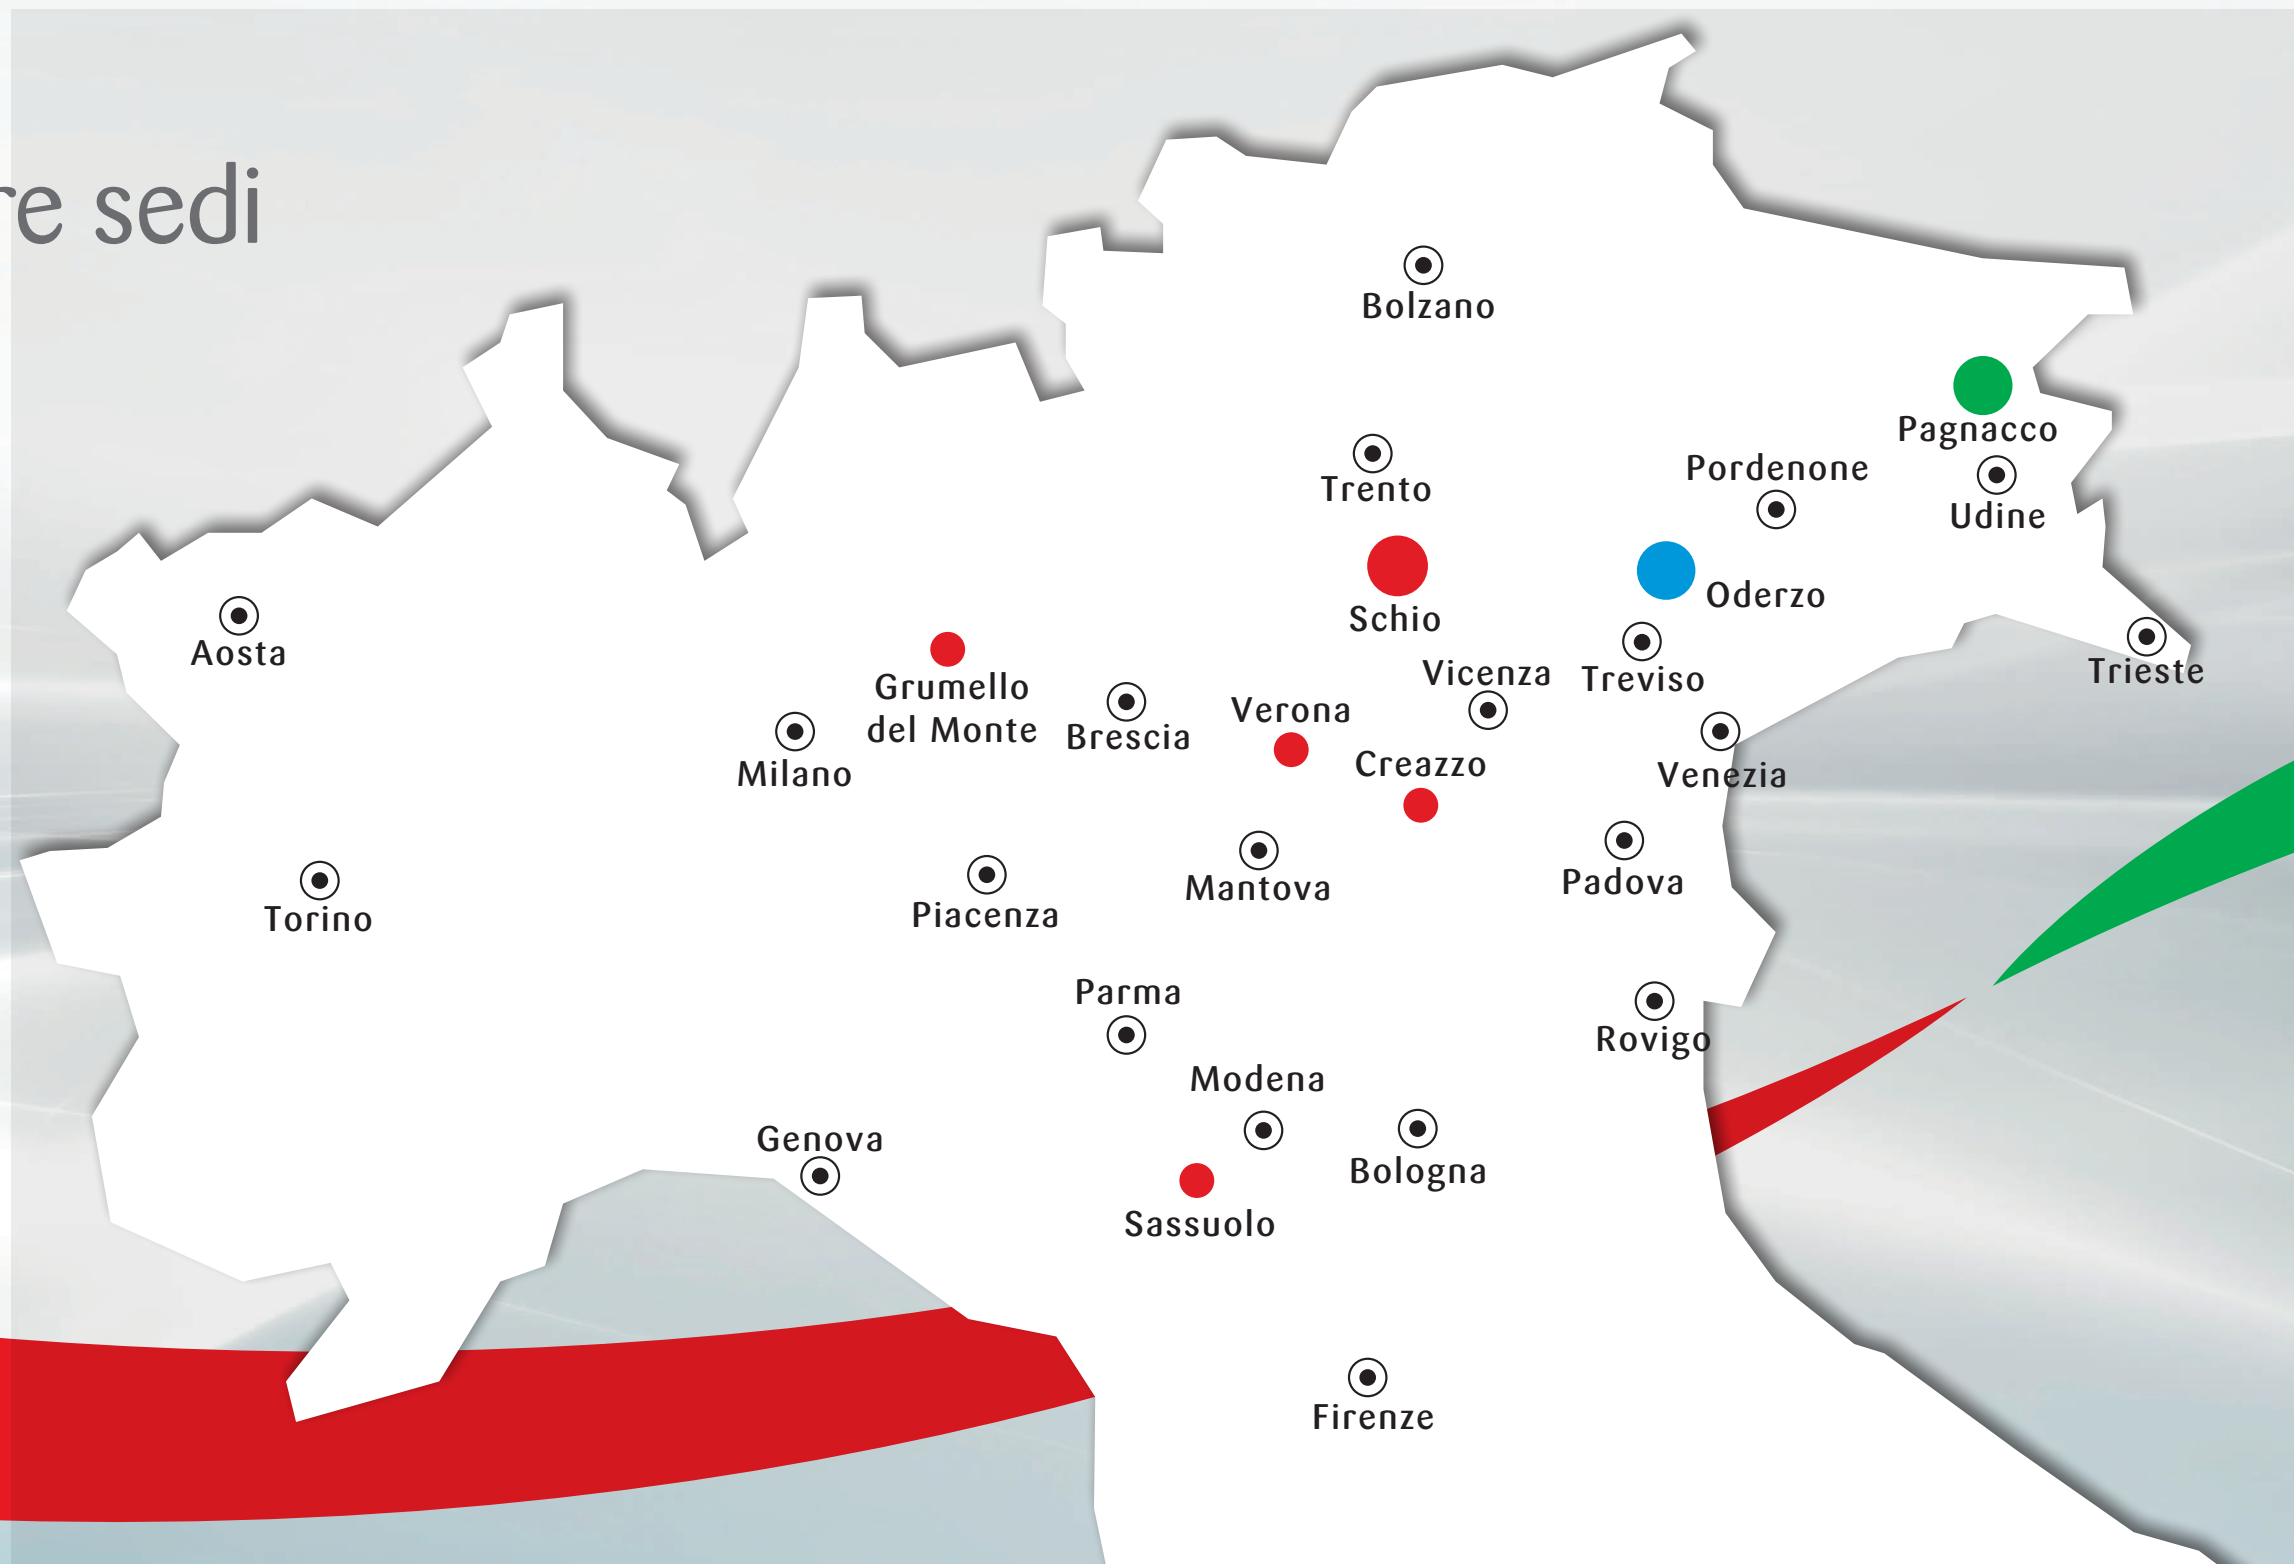 re sedi
Bolzano
Pagnacco
Pordenone
Trento
Udine
Oderzo
Schio
Aosta
Trieste
Vicenza
Treviso
Grumello
del Monte
Verona
Brescia
Creazzo
Milano
Venezia
Padova
Mantova
Piacenza
Torino
Parma
Rovigo
Modena
Genova
Bologna
Sassuolo
Firenze